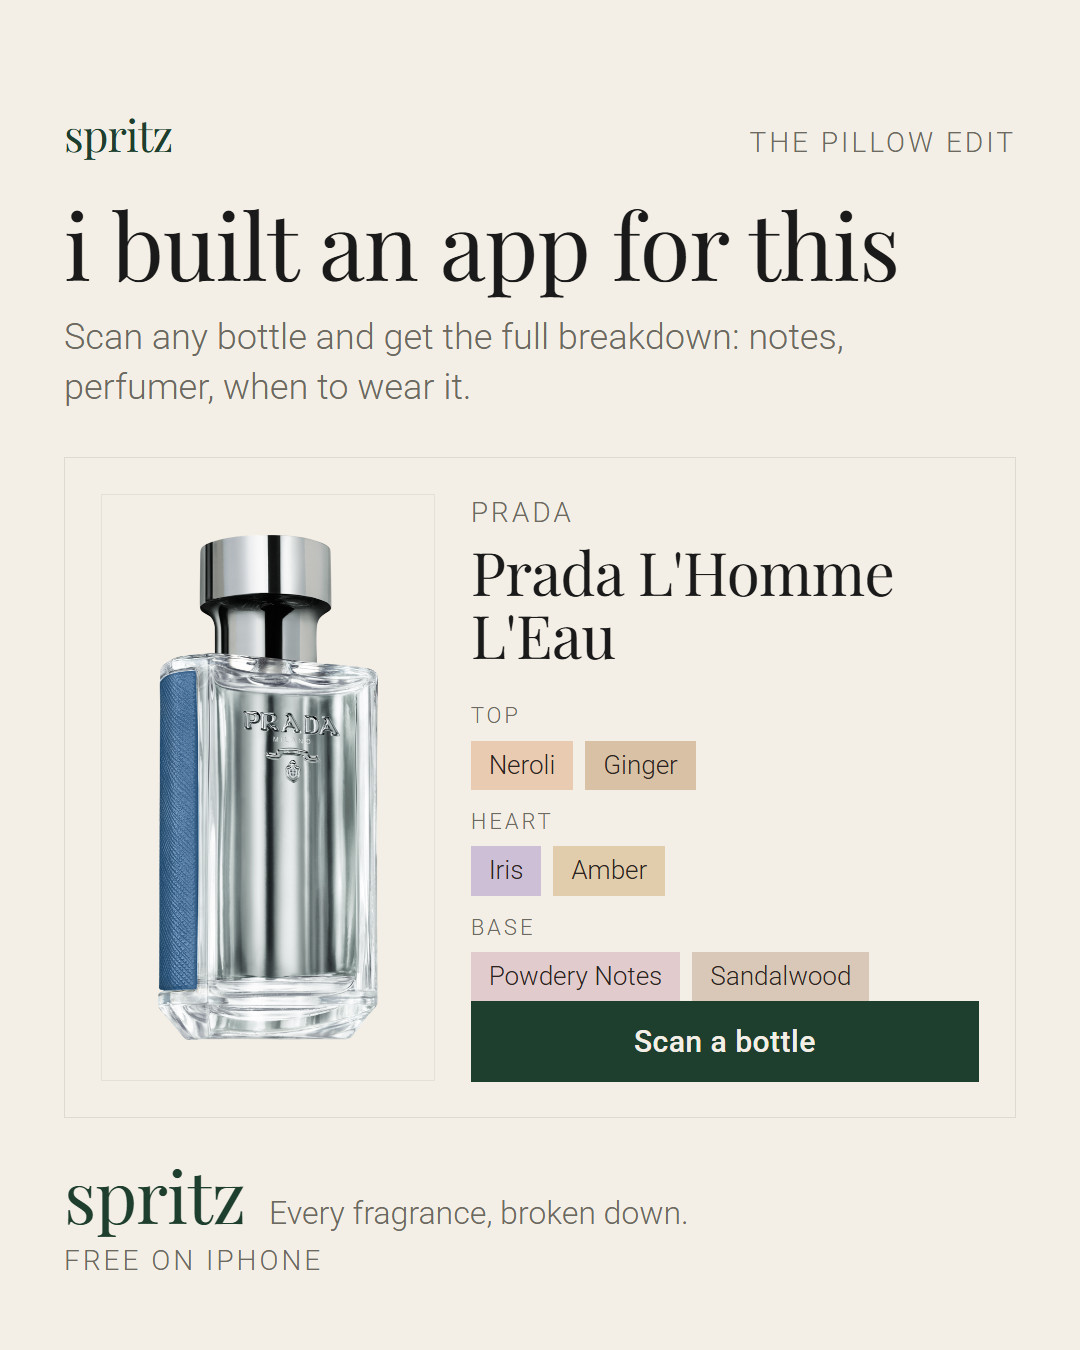 spritz
THE PILLOW EDIT
i built an app for this
Scan any bottle and get the full breakdown: notes,
perfumer, when to wear it.
PRADA
MILANO
PRADA
Prada L'Homme
L'Eau
TOP
Neroli
Ginger
HEART
Iris
Amber
BASE
Powdery Notes
Sandalwood
Scan a bottle
spritz
Every fragrance, broken down.
FREE ON IPHONE